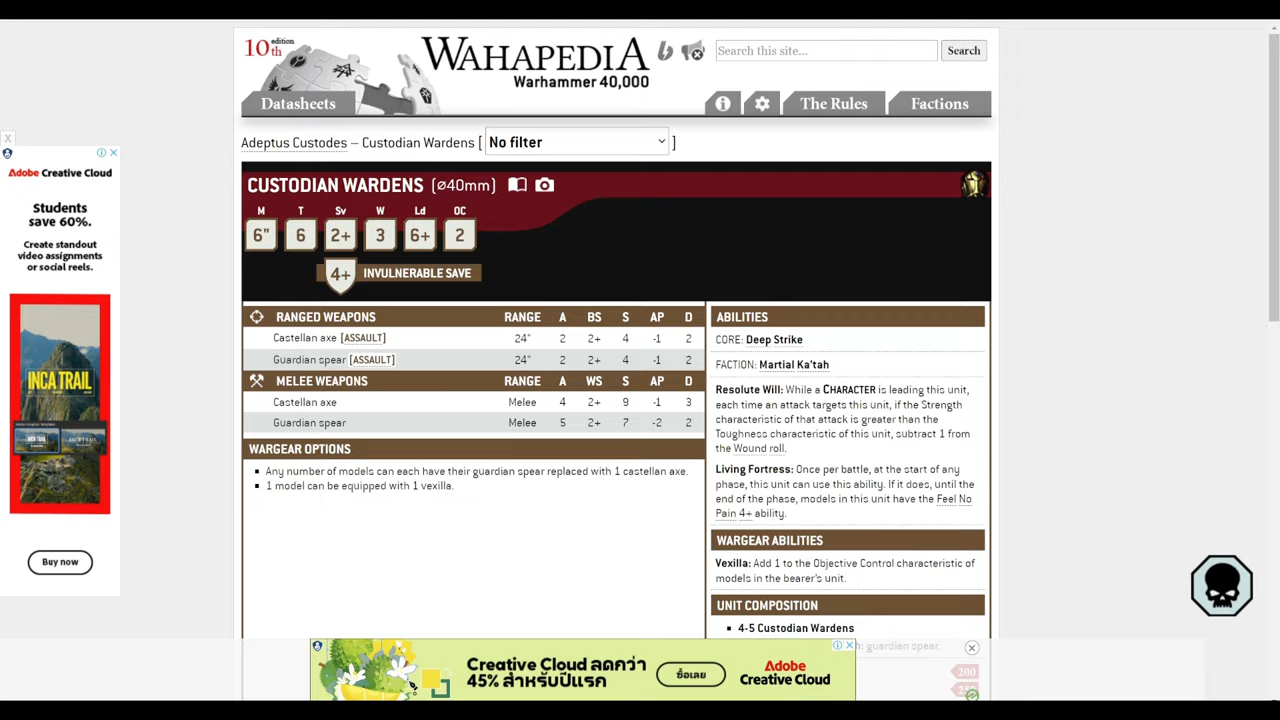 10th edition
WAHAPEDIA
Warhammer 40,000
Search this site...
Search
Datasheets
The Rules
Factions
Adeptus Custodes – Custodian Wardens [ No filter ]
X
Adobe Creative Cloud
Students
save 60%.
Create standout
video assignments
or social reels.
INCA TRAIL
Buy now
CUSTODIAN WARDENS (⌀40mm)
M T Sv W Ld OC
6" 6 2+ 3 6+ 2
4+ INVULNERABLE SAVE
RANGED WEAPONS RANGE A BS S AP D
Castellan axe [ASSAULT] 24" 2 2+ 4 -1 2
Guardian spear [ASSAULT] 24" 2 2+ 4 -1 2
MELEE WEAPONS RANGE A WS S AP D
Castellan axe Melee 4 2+ 9 -1 3
Guardian spear Melee 5 2+ 7 -2 2
WARGEAR OPTIONS
▪ Any number of models can each have their guardian spear replaced with 1 castellan axe.
▪ 1 model can be equipped with 1 vexilla.
ABILITIES
CORE: Deep Strike
FACTION: Martial Ka'tah
Resolute Will: While a CHARACTER is leading this unit,
each time an attack targets this unit, if the Strength
characteristic of that attack is greater than the
Toughness characteristic of this unit, subtract 1 from
the Wound roll.
Living Fortress: Once per battle, at the start of any
phase, this unit can use this ability. If it does, until the
end of the phase, models in this unit have the Feel No
Pain 4+ ability.
WARGEAR ABILITIES
Vexilla: Add 1 to the Objective Control characteristic of
models in the bearer's unit.
UNIT COMPOSITION
▪ 4-5 Custodian Wardens
guardian spear.
200
Creative Cloud ลดกว่า
45% สำหรับปีแรก
ซื้อเลย
Adobe
Creative Cloud